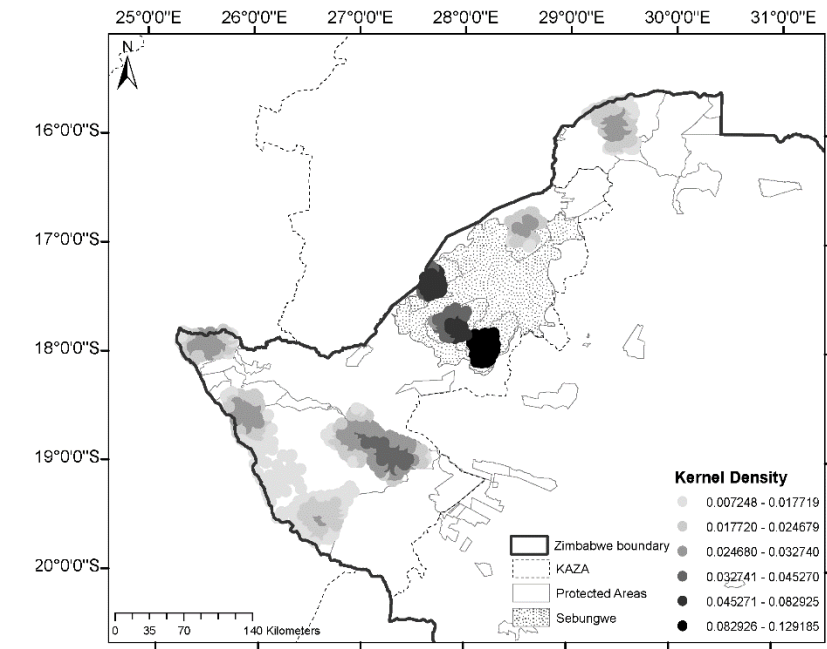 25°0'0"E 26°0'0"E 27°0'0"E 28°0'0"E 29°0'0"E 30°0'0"E 31°0'0"E
N
16°0'0"S
17°0'0"S
18°0'0"S
19°0'0"S
20°0'0"S
Kernel Density
0.007248 - 0.017719
0.017720 - 0.024679
0.024680 - 0.032740
0.032741 - 0.045270
0.045271 - 0.082925
0.082926 - 0.129185
Zimbabwe boundary
KAZA
Protected Areas
Sebungwe
0 35 70 140 Kilometers